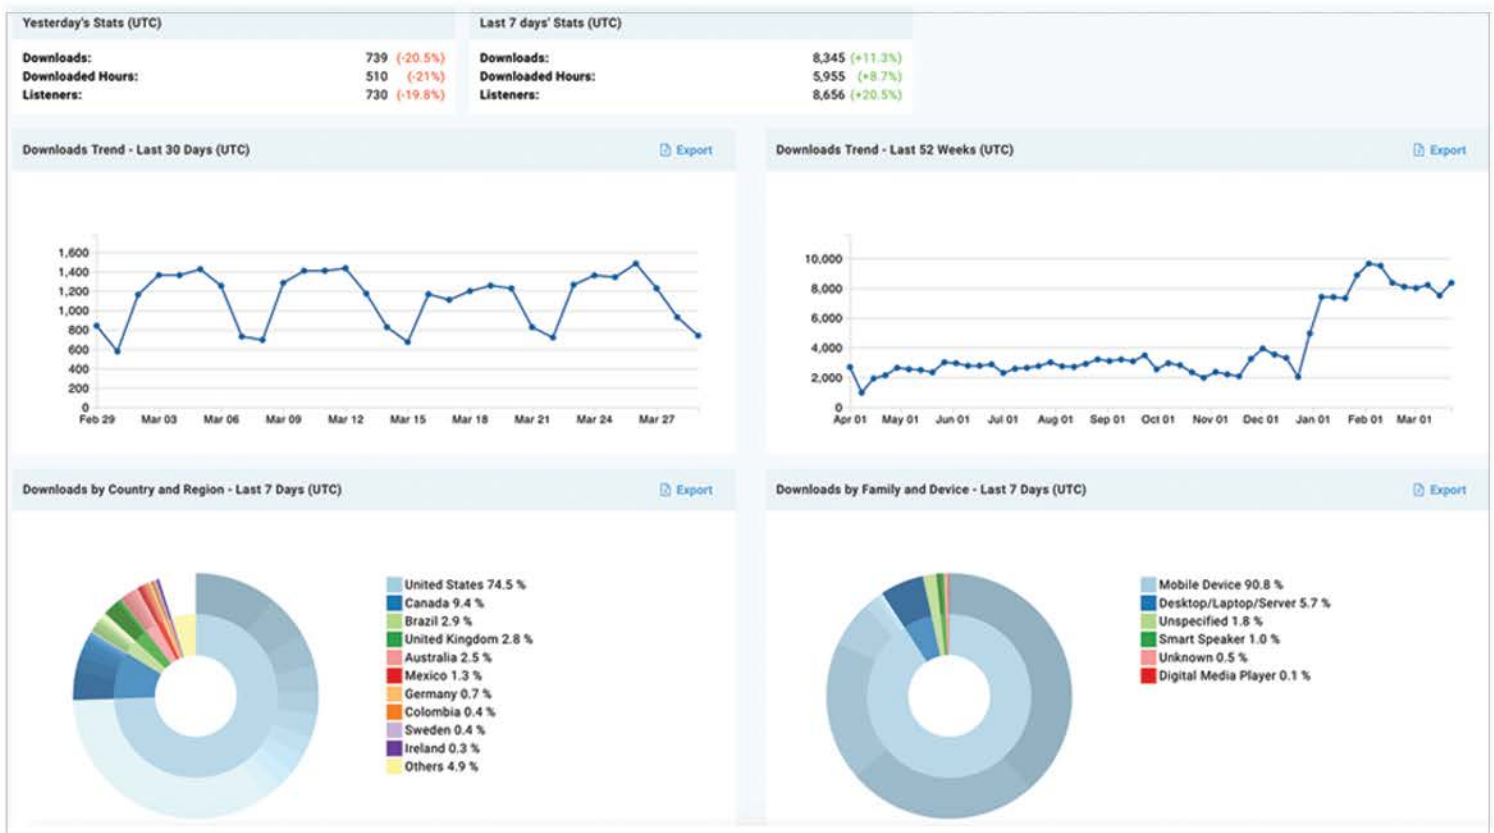 Yesterday's Stats (UTC)
Downloads: 739 (-20.5%)
Downloaded Hours: 510 (-21%)
Listeners: 730 (-19.8%)
Last 7 days' Stats (UTC)
Downloads: 8,345 (+11.3%)
Downloaded Hours: 5,955 (+8.7%)
Listeners: 8,656 (+20.5%)
Downloads Trend - Last 30 Days (UTC) Export
1,600
1,400
1,200
1,000
800
600
400
200
0
Feb 29 Mar 03 Mar 06 Mar 09 Mar 12 Mar 15 Mar 18 Mar 21 Mar 24 Mar 27
Downloads Trend - Last 52 Weeks (UTC) Export
10,000
8,000
6,000
4,000
2,000
0
Apr 01 May 01 Jun 01 Jul 01 Aug 01 Sep 01 Oct 01 Nov 01 Dec 01 Jan 01 Feb 01 Mar 01
Downloads by Country and Region - Last 7 Days (UTC) Export
United States 74.5 %
Canada 9.4 %
Brazil 2.9 %
United Kingdom 2.8 %
Australia 2.5 %
Mexico 1.3 %
Germany 0.7 %
Colombia 0.4 %
Sweden 0.4 %
Ireland 0.3 %
Others 4.9 %
Downloads by Family and Device - Last 7 Days (UTC) Export
Mobile Device 90.8 %
Desktop/Laptop/Server 5.7 %
Unspecified 1.8 %
Smart Speaker 1.0 %
Unknown 0.5 %
Digital Media Player 0.1 %